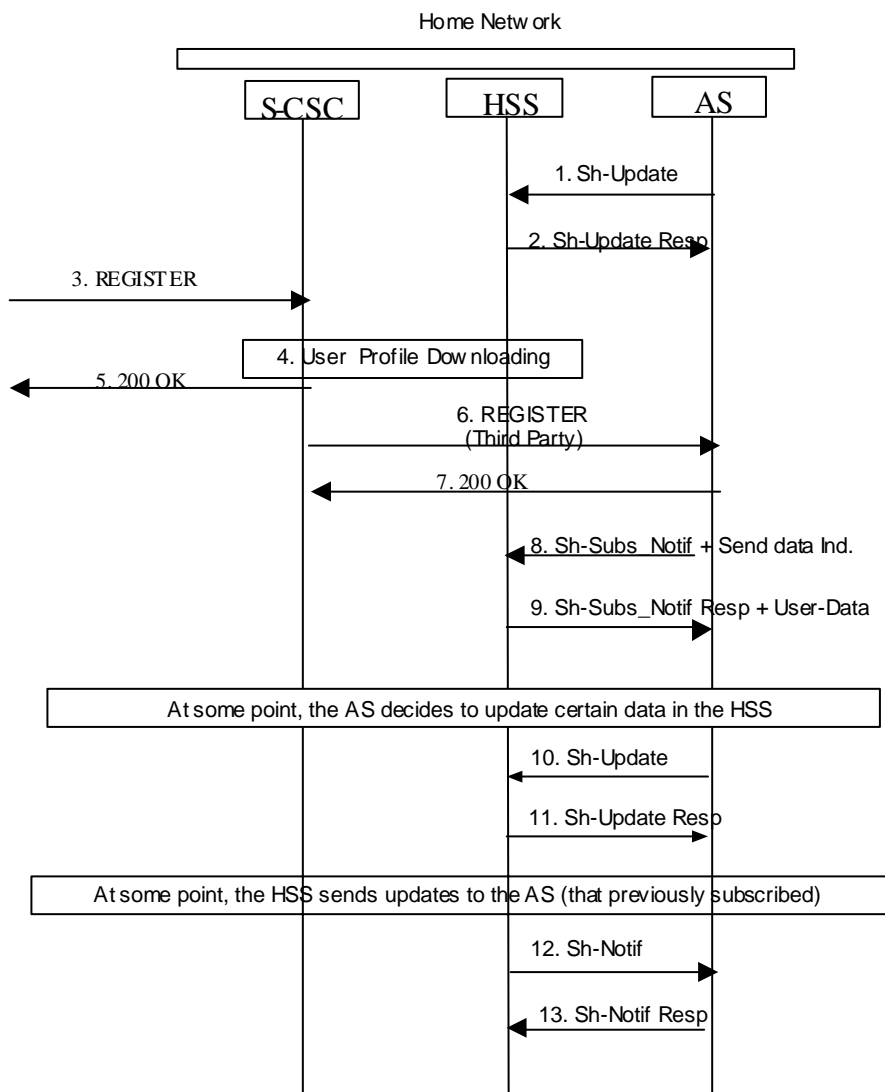 Home Network
S-CSC
HSS
AS
1. Sh-Update
2. Sh-Update Resp
3. REGISTER
4. User Profile Downloading
5. 200 OK
6. REGISTER
(Third Party)
7. 200 OK
8. Sh-Subs_Notif + Send data Ind.
9. Sh-Subs_Notif Resp + User-Data
At some point, the AS decides to update certain data in the HSS
10. Sh-Update
11. Sh-Update Resp
At some point, the HSS sends updates to the AS (that previously subscribed)
12. Sh-Notif
13. Sh-Notif Resp